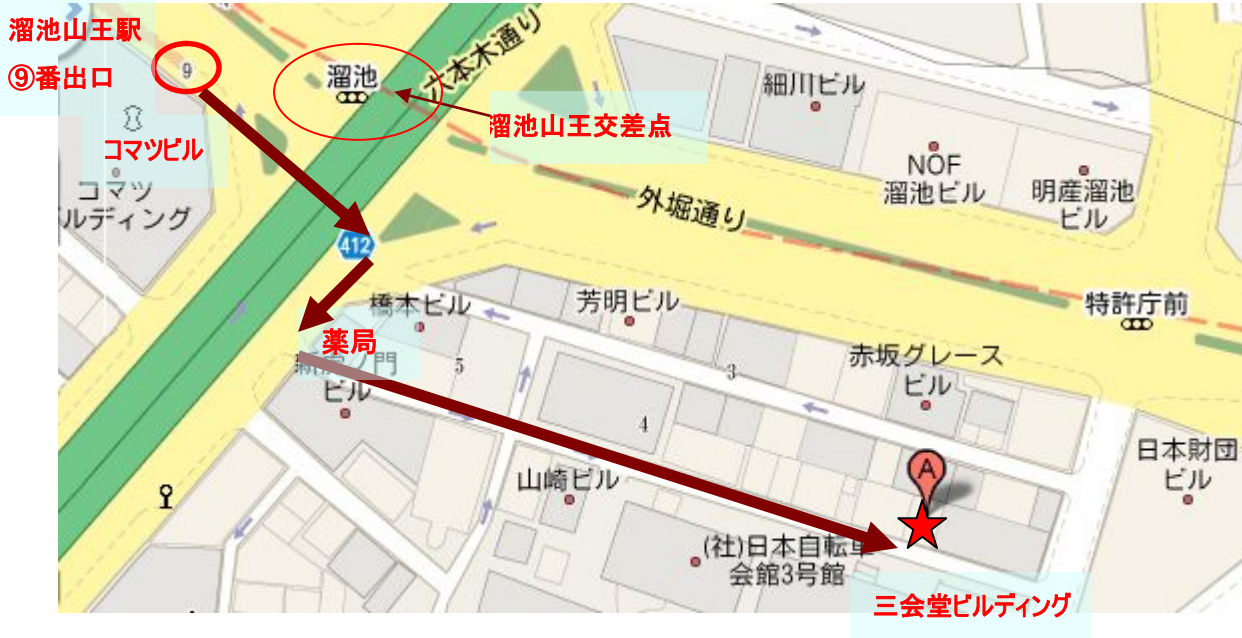 溜池山王駅
⑨番出口
9
溜池
六本木通り
溜池山王交差点
細川ビル
コマツビル
コマツ
ルディング
NOF
溜池ビル
明産溜池
ビル
外堀通り
412
特許庁前
橋本ビル
芳明ビル
薬局
ノ門
ビル
5
3
赤坂グレース
ビル
4
日本財団
ビル
山崎ビル
A
(社)日本自転車
会館3号館
三会堂ビルディング